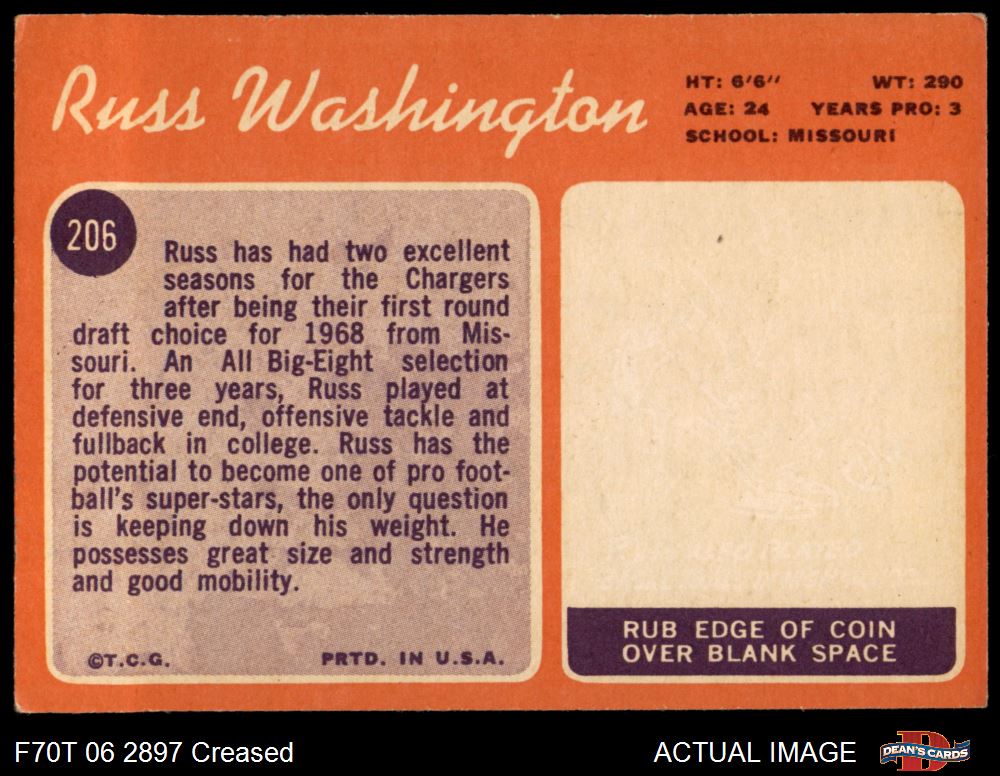 Russ Washington
HT: 6'6" WT: 290
AGE: 24 YEARS PRO: 3
SCHOOL: MISSOURI
206
Russ has had two excellent
seasons for the Chargers
after being their first round
draft choice for 1968 from Mis-
souri. An All Big-Eight selection
for three years, Russ played at
defensive end, offensive tackle and
fullback in college. Russ has the
potential to become one of pro foot-
ball's super-stars, the only question
is keeping down his weight. He
possesses great size and strength
and good mobility.
©T.C.G. PRTD. IN U.S.A.
RUB EDGE OF COIN
OVER BLANK SPACE
F70T 06 2897 Creased
ACTUAL IMAGE
DEAN'S CARDS